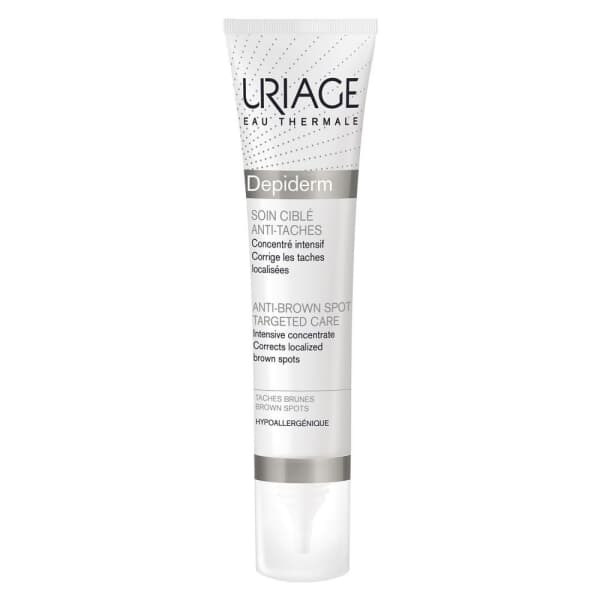 URIAGE
EAU THERMALE
Depiderm
SOIN CIBLÉ
ANTI-TACHES
Concentré intensif
Corrige les taches
localisées
ANTI-BROWN SPOT
TARGETED CARE
Intensive concentrate
Corrects localized
brown spots
TACHES BRUNES
BROWN SPOTS
HYPOALLERGÉNIQUE